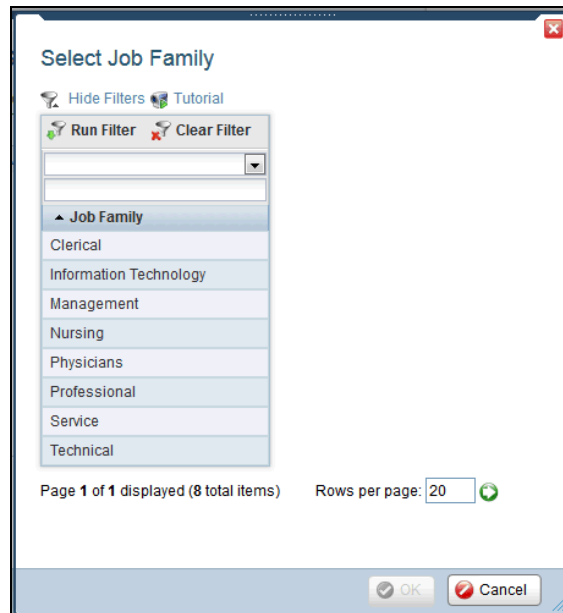 Select Job Family
Hide Filters Tutorial
Run Filter Clear Filter
Job Family
Clerical
Information Technology
Management
Nursing
Physicians
Professional
Service
Technical
Page 1 of 1 displayed (8 total items) Rows per page: 20
OK Cancel